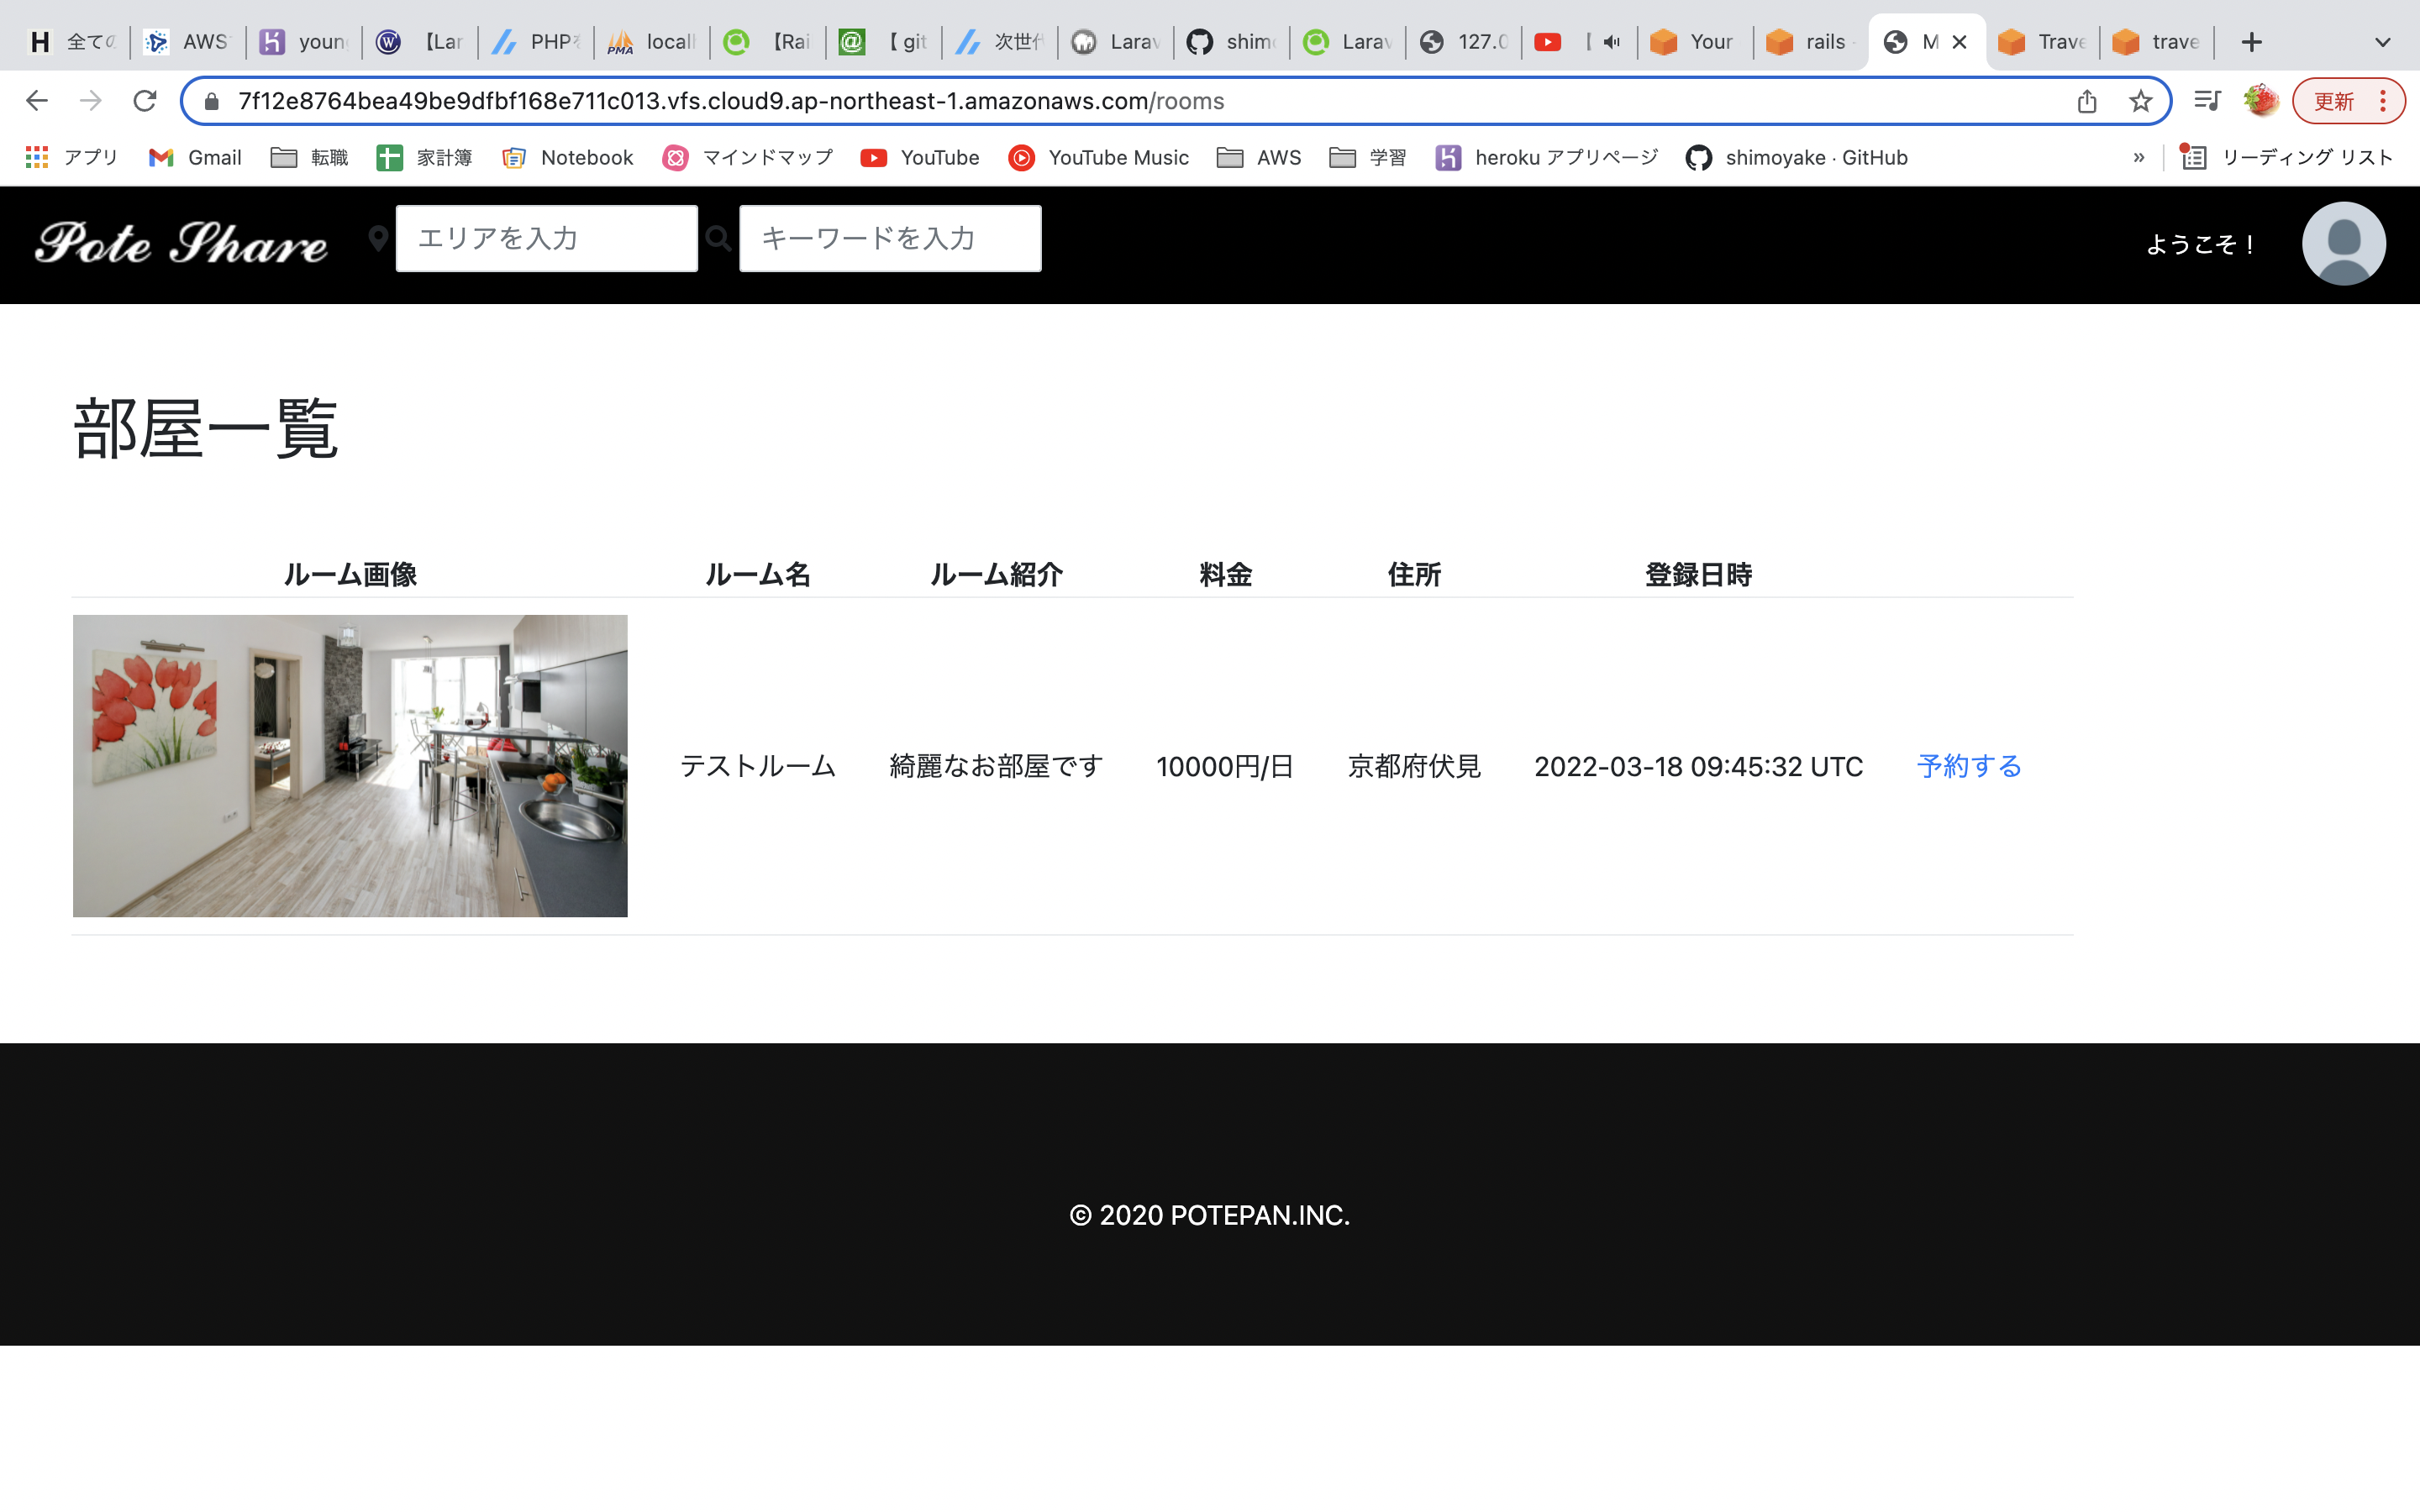 全ての
AWS
youn
【Lar
PHPを
locall
【Rai
【 git
次世代
Larav
shimo
Larav
127.0
【
Your
rails -
M
Trave
trave
7f12e8764bea49be9dfbf168e711c013.vfs.cloud9.ap-northeast-1.amazonaws.com/rooms
更新
アプリ
Gmail
転職
家計簿
Notebook
マインドマップ
YouTube
YouTube Music
AWS
学習
heroku アプリページ
shimoyake · GitHub
»
リーディング リスト
Pote Share
エリアを入力
キーワードを入力
ようこそ！
部屋一覧
ルーム画像 ルーム名 ルーム紹介 料金 住所 登録日時
テストルーム 綺麗なお部屋です 10000円/日 京都府伏見 2022-03-18 09:45:32 UTC 予約する
© 2020 POTEPAN.INC.